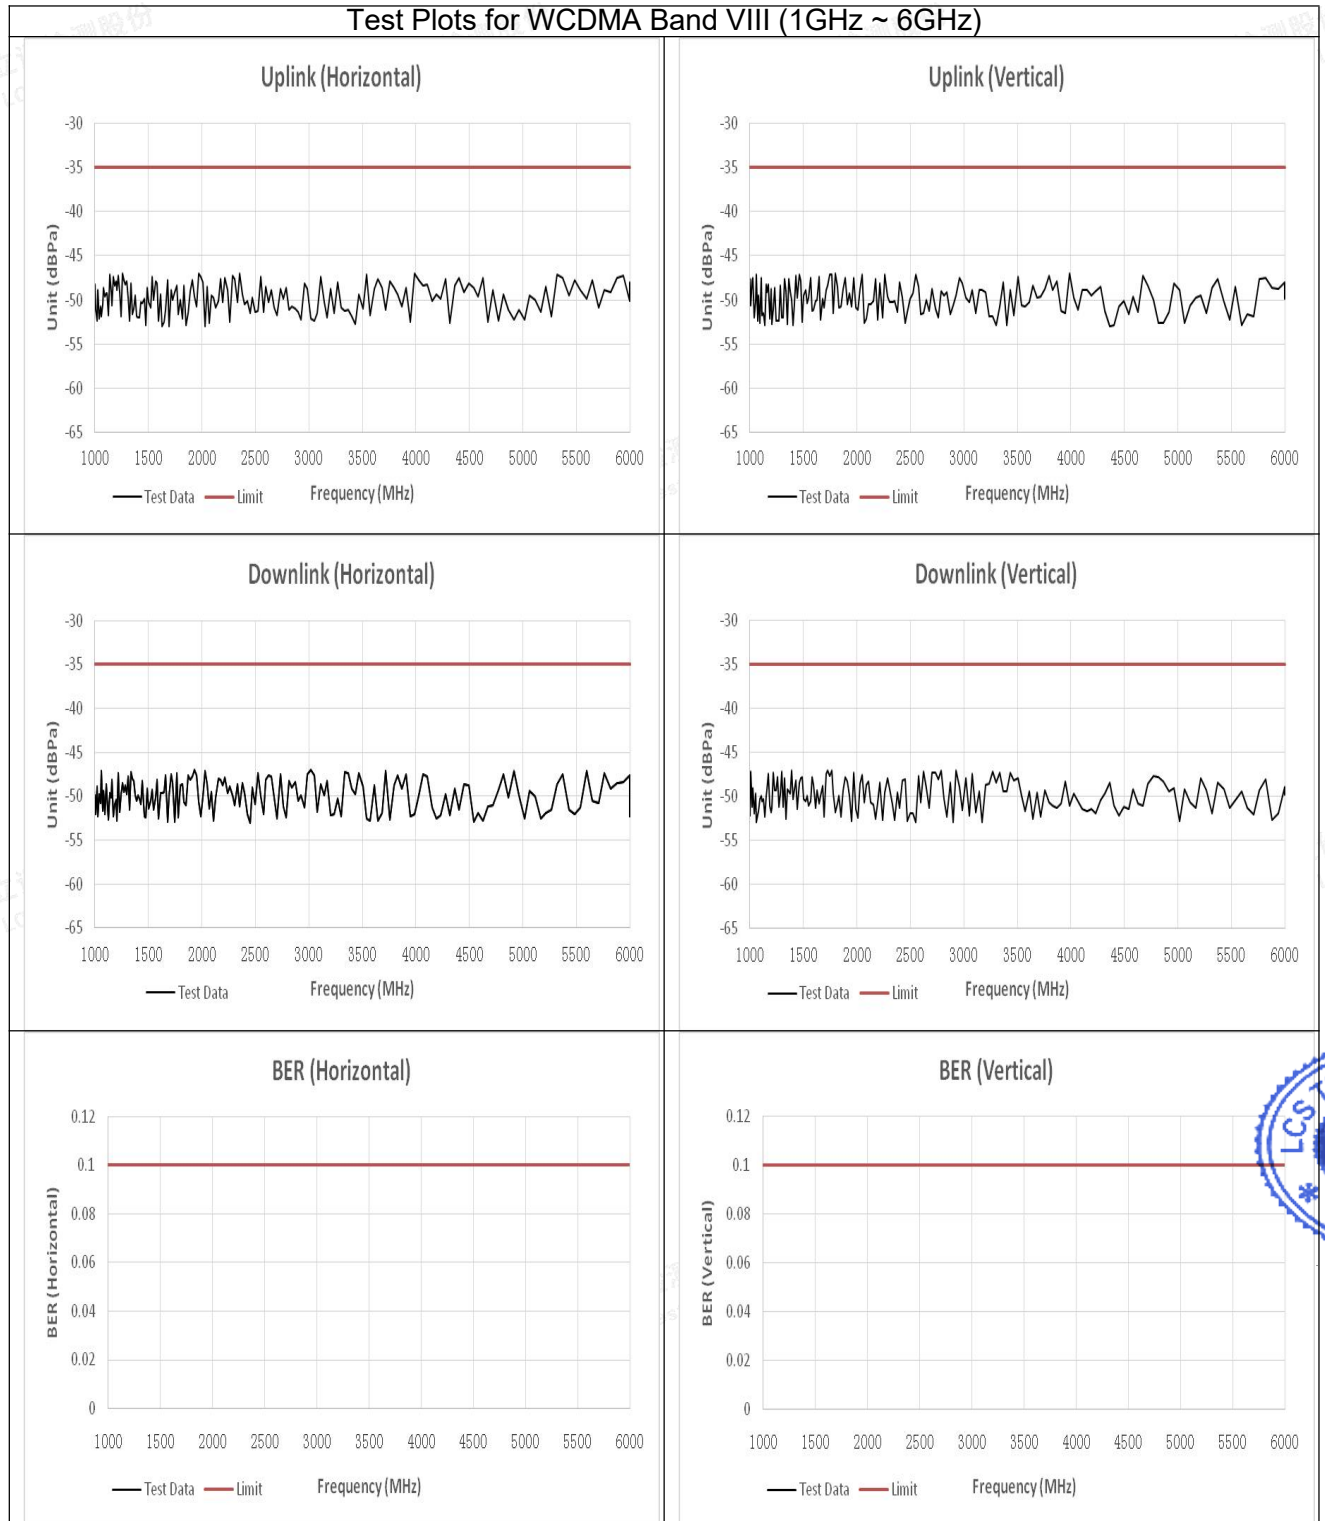 Test Plots for WCDMA Band VIII (1GHz ~ 6GHz)
Uplink (Horizontal)
-30
-35
-40
-45
-50
-55
-60
-65
Unit (dBPa)
1000 1500 2000 2500 3000 3500 4000 4500 5000 5500 6000
Test Data Limit Frequency (MHz)
Uplink (Vertical)
-30
-35
-40
-45
-50
-55
-60
-65
Unit (dBPa)
1000 1500 2000 2500 3000 3500 4000 4500 5000 5500 6000
Test Data Limit Frequency (MHz)
Downlink (Horizontal)
-30
-35
-40
-45
-50
-55
-60
-65
Unit (dBPa)
1000 1500 2000 2500 3000 3500 4000 4500 5000 5500 6000
Test Data Frequency (MHz)
Downlink (Vertical)
-30
-35
-40
-45
-50
-55
-60
-65
Unit (dBPa)
1000 1500 2000 2500 3000 3500 4000 4500 5000 5500 6000
Test Data Limit Frequency (MHz)
BER (Horizontal)
0.12
0.1
0.08
0.06
0.04
0.02
0
BER (Horizontal)
1000 1500 2000 2500 3000 3500 4000 4500 5000 5500 6000
Test Data Limit Frequency (MHz)
BER (Vertical)
0.12
0.1
0.08
0.06
0.04
0.02
0
BER (Vertical)
1000 1500 2000 2500 3000 3500 4000 4500 5000 5500 6000
Test Data Limit Frequency (MHz)
LCS